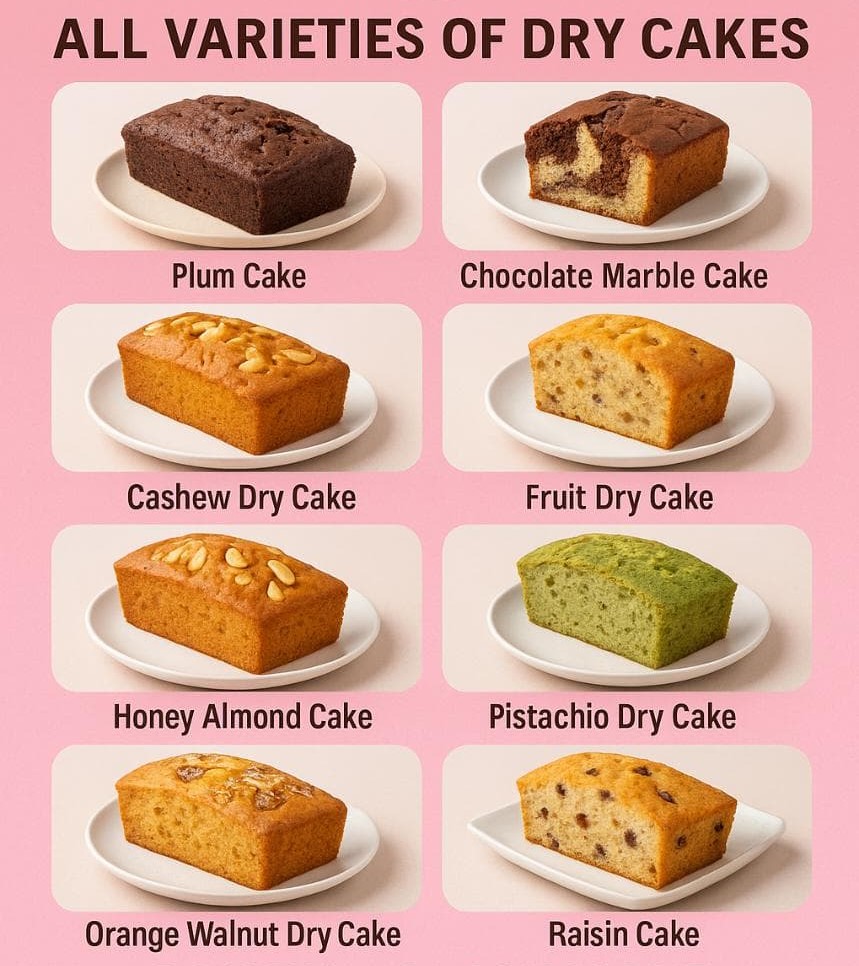 ALL VARIETIES OF DRY CAKES
Plum Cake
Chocolate Marble Cake
Cashew Dry Cake
Fruit Dry Cake
Honey Almond Cake
Pistachio Dry Cake
Orange Walnut Dry Cake
Raisin Cake